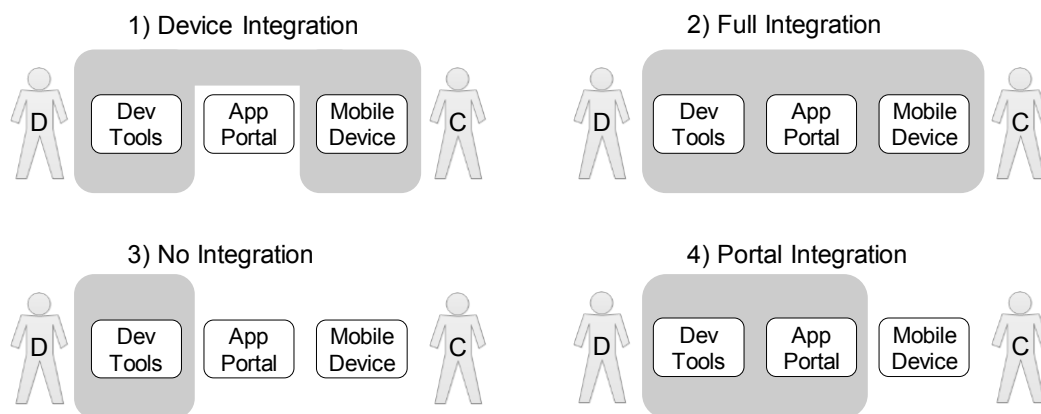 1) Device Integration
D
Dev
Tools
App
Portal
Mobile
Device
C
2) Full Integration
D
Dev
Tools
App
Portal
Mobile
Device
C
3) No Integration
D
Dev
Tools
App
Portal
Mobile
Device
C
4) Portal Integration
D
Dev
Tools
App
Portal
Mobile
Device
C